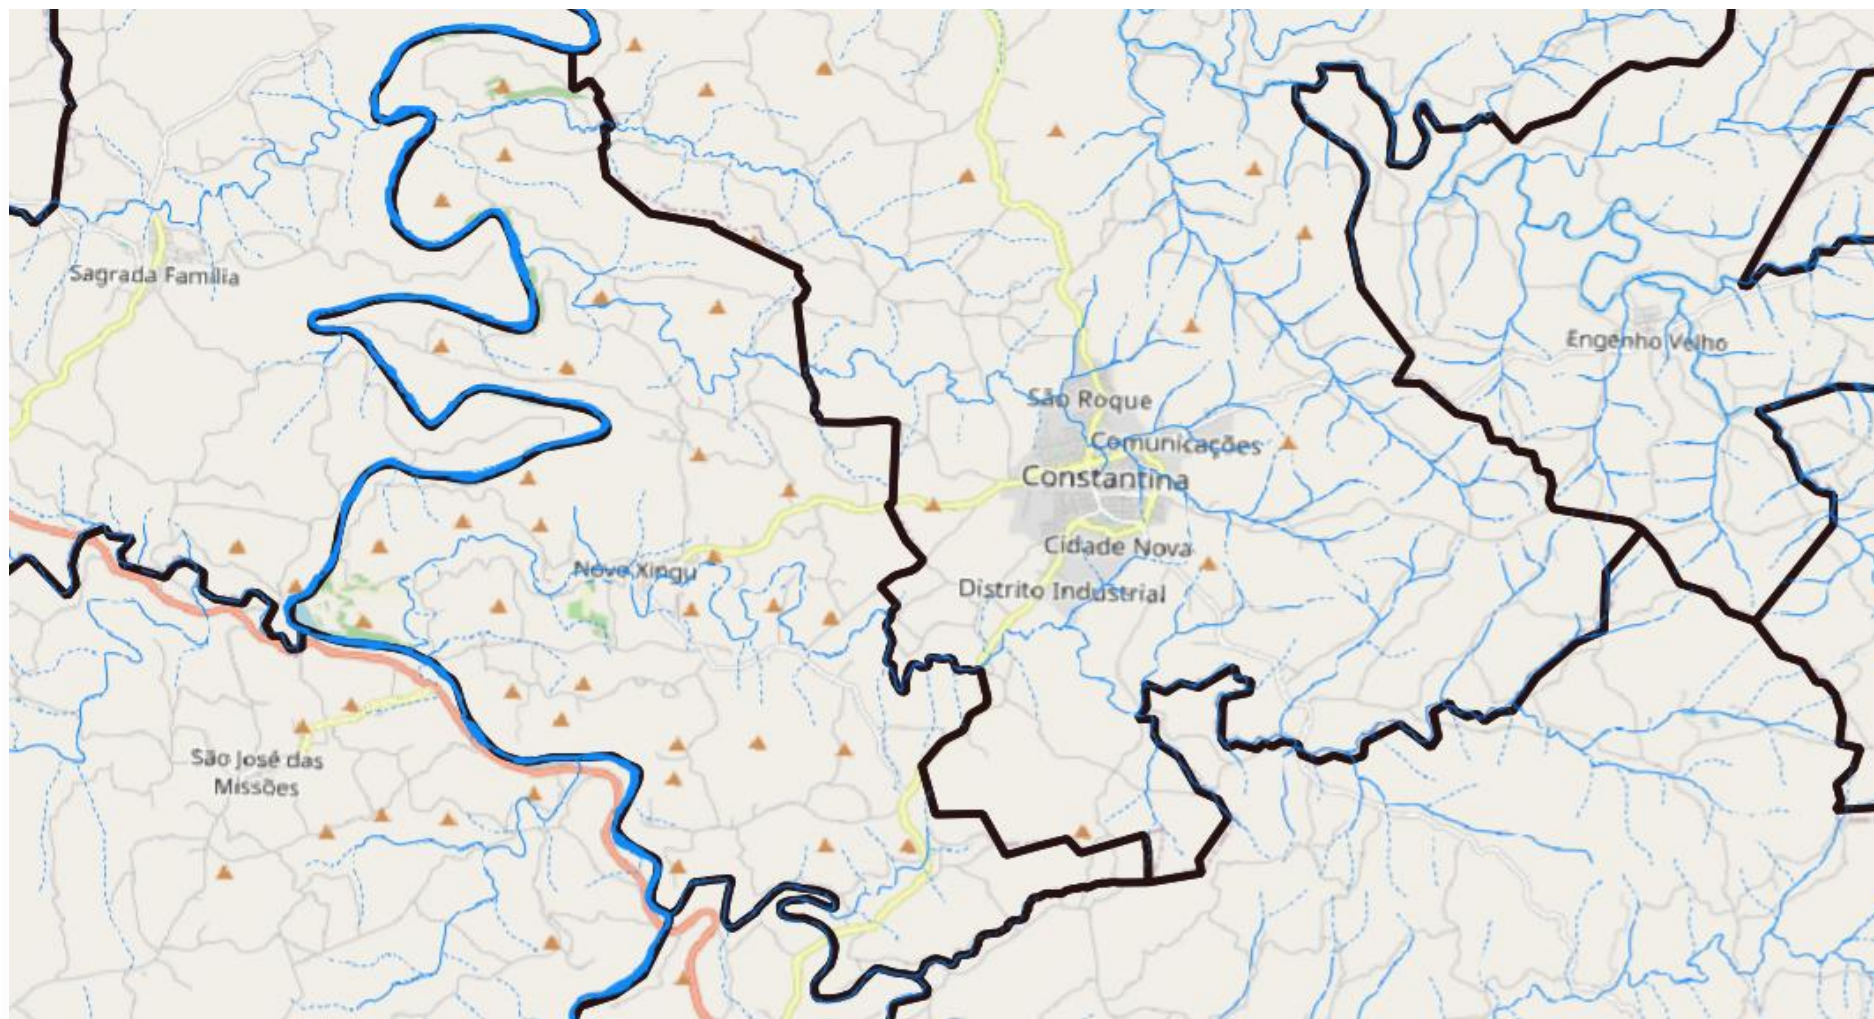 Sagrada Família
Engenho Velho
São Roque
Comunicações
Constantina
Cidade Nova
Novo Xingu
Distrito Industrial
São José das
Missões